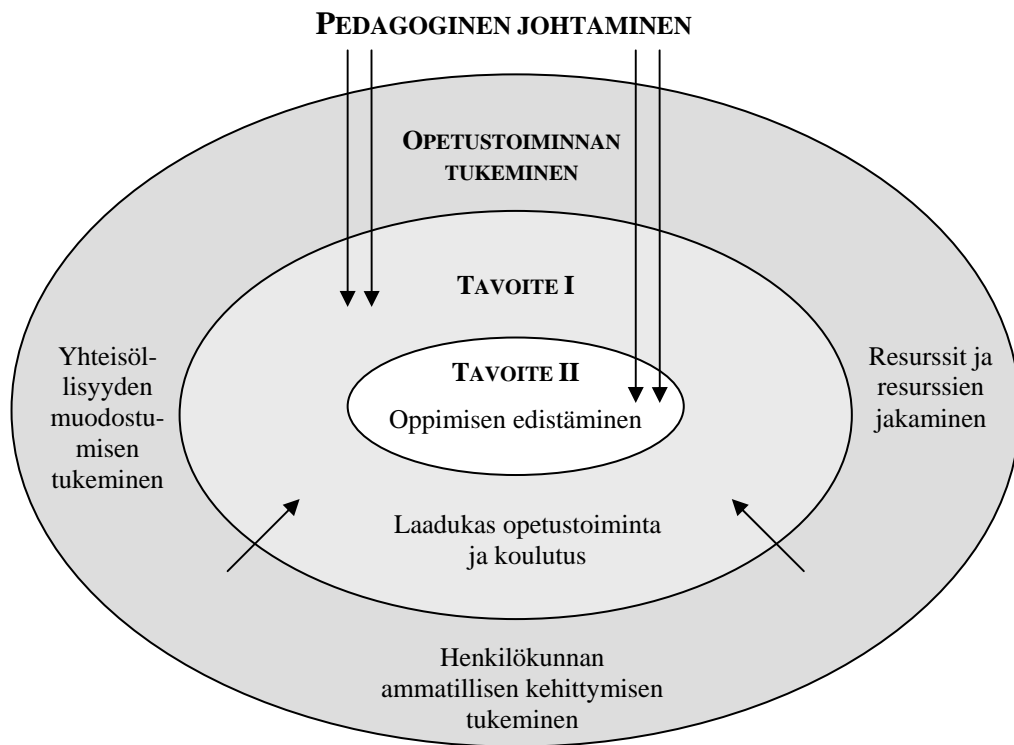 PEDAGOGINEN JOHTAMINEN
OPETUSTOIMINNAN
TUKEMINEN
TAVOITE I
Yhteisöl-
lisyyden
muodostu-
misen
tukeminen
TAVOITE II
Oppimisen edistäminen
Resurssit ja
resurssien
jakaminen
Laadukas opetustoiminta
ja koulutus
Henkilökunnan
ammatillisen kehittymisen
tukeminen